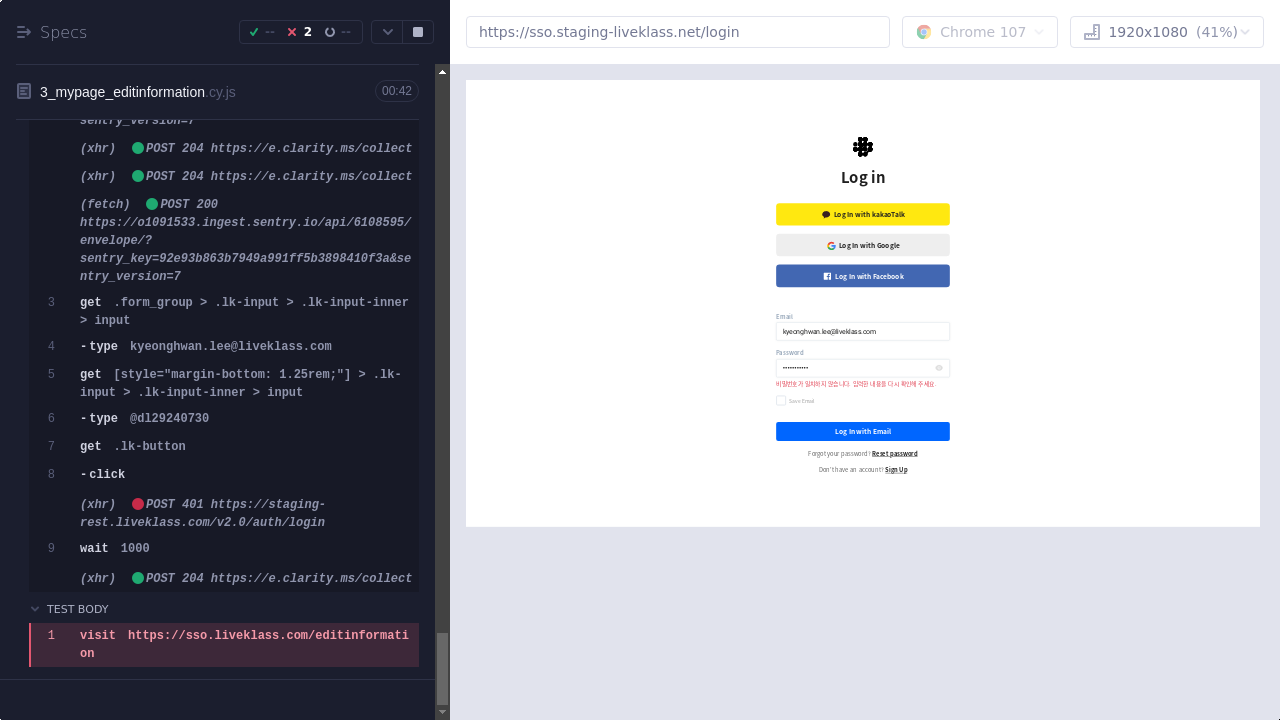 Specs
--
2
--
https://sso.staging-liveklass.net/login
Chrome 107
1920x1080 (41%)
3_mypage_editinformation.cy.js
00:42
sentry_version=7
(xhr) POST 204 https://e.clarity.ms/collect
(xhr) POST 204 https://e.clarity.ms/collect
(fetch) POST 200
https://o1091533.ingest.sentry.io/api/6108595/
envelope/?
ntry_version=7
3 get .form_group > .lk-input > .lk-input-inner
> input
4 -type kyeonghwan.lee@liveklass.com
5 get [style="margin-bottom: 1.25rem;"] > .lk-
input > .lk-input-inner > input
6 -type @dl29240730
7 get .lk-button
8 -click
(xhr) POST 401 https://staging-
rest.liveklass.com/v2.0/auth/login
9 wait 1000
(xhr) POST 204 https://e.clarity.ms/collect
TEST BODY
1 visit https://sso.liveklass.com/editinformati
on
Log in
Log In with kakaoTalk
Log In with Google
Log In with Facebook
Email
kyeonghwan.lee@liveklass.com
Password
•••••••••••
비밀번호가 일치하지 않습니다. 입력한 내용을 다시 확인해 주세요.
Save Email
Log In with Email
Forgot your password? Reset password
Don't have an account? Sign Up